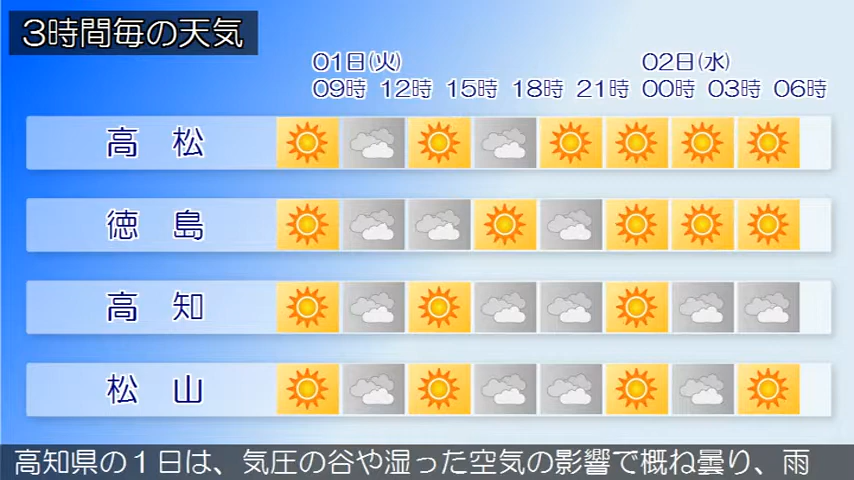 3時間毎の天気
01日(火) 02日(水)
09時 12時 15時 18時 21時 00時 03時 06時
高松
徳島
高知
松山
高知県の1日は、気圧の谷や湿った空気の影響で概ね曇り、雨